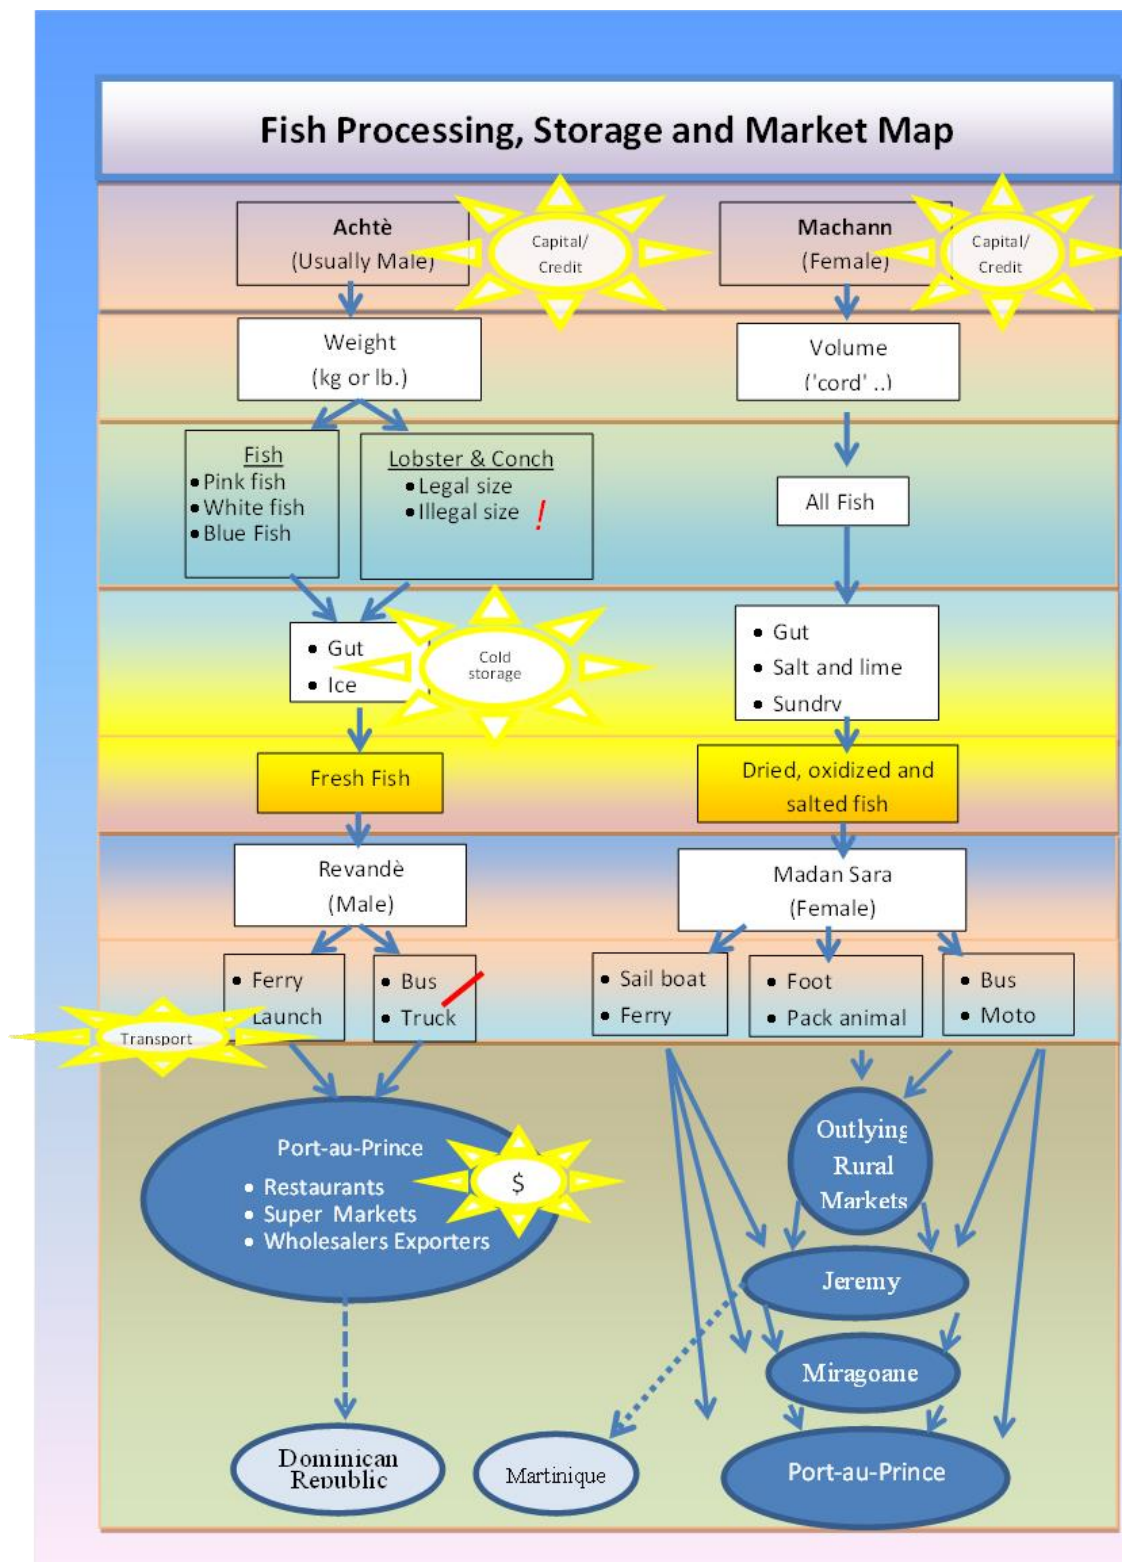 Fish Processing, Storage and Market Map
Achtè
(Usually Male)
Capital/
Credit
Machann
(Female)
Capital/
Credit
Weight
(kg or lb.)
Volume
('cord' ..)
Fish
• Pink fish
• White fish
• Blue Fish
Lobster & Conch
• Legal size
• Illegal size !
All Fish
• Gut
• Ice
Cold
storage
• Gut
• Salt and lime
• Sundry
Fresh Fish
Dried, oxidized and
salted fish
Revandè
(Male)
Madan Sara
(Female)
• Ferry
Launch
• Bus
• Truck
• Sail boat
• Ferry
• Foot
• Pack animal
• Bus
• Moto
Transport
Port-au-Prince
• Restaurants
• Super Markets
• Wholesalers Exporters
$
Outlying
Rural
Markets
Jeremy
Miragoane
Dominican
Republic
Martinique
Port-au-Prince